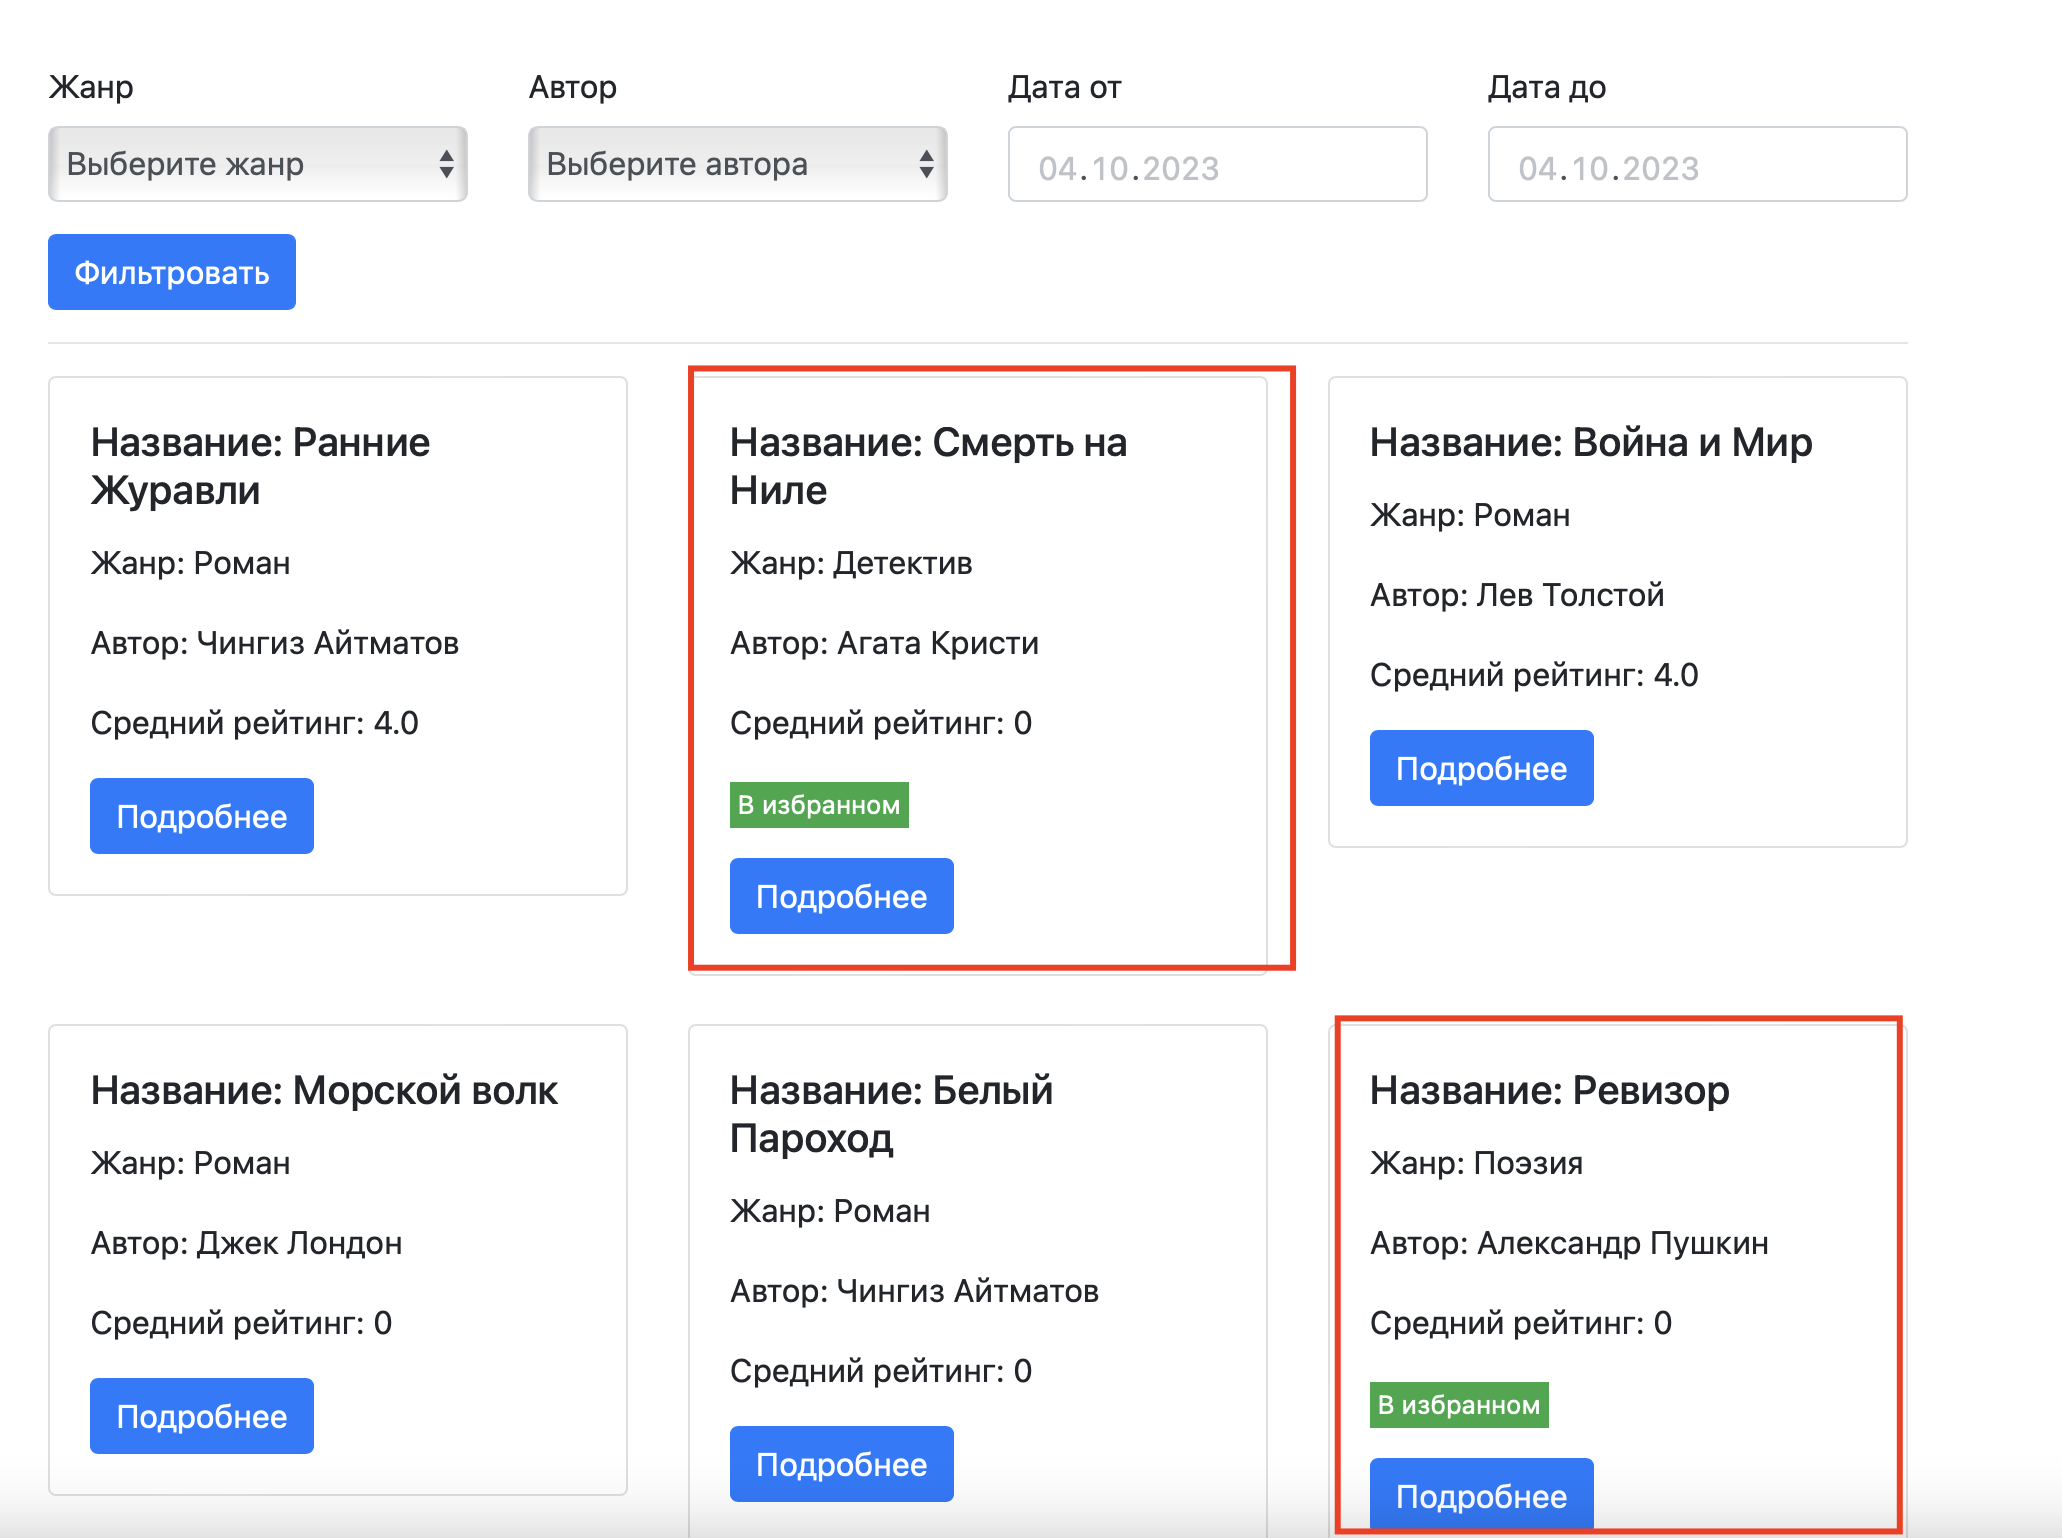 Жанр
Автор
Дата от
Дата до
Выберите жанр
Выберите автора
04.10.2023
04.10.2023
Фильтровать
Название: Ранние
Журавли
Жанр: Роман
Автор: Чингиз Айтматов
Средний рейтинг: 4.0
Подробнее
Название: Смерть на
Ниле
Жанр: Детектив
Автор: Агата Кристи
Средний рейтинг: 0
В избранном
Подробнее
Название: Война и Мир
Жанр: Роман
Автор: Лев Толстой
Средний рейтинг: 4.0
Подробнее
Название: Морской волк
Жанр: Роман
Автор: Джек Лондон
Средний рейтинг: 0
Подробнее
Название: Белый
Пароход
Жанр: Роман
Автор: Чингиз Айтматов
Средний рейтинг: 0
Подробнее
Название: Ревизор
Жанр: Поэзия
Автор: Александр Пушкин
Средний рейтинг: 0
В избранном
Подробнее